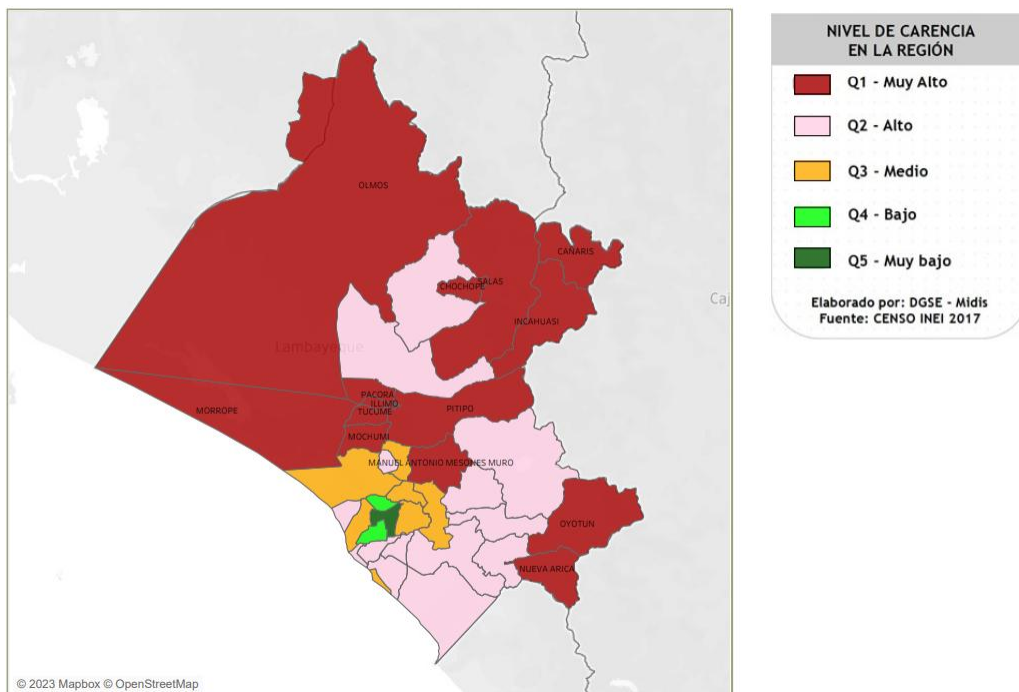 OLMOS
CAÑARIS
SALAS
CHOCHOPE
INCAHUASI
Caj
Lambayeque
PACORA
ILLIMO
MORROPE
TUCUME
PITIPO
MOCHUMI
MANUEL ANTONIO MESONES MURO
OYOTUN
NUEVA ARICA
© 2023 Mapbox © OpenStreetMap
NIVEL DE CARENCIA
EN LA REGIÓN
Q1 - Muy Alto
Q2 - Alto
Q3 - Medio
Q4 - Bajo
Q5 - Muy bajo
Elaborado por: DGSE - Midis
Fuente: CENSO INEI 2017